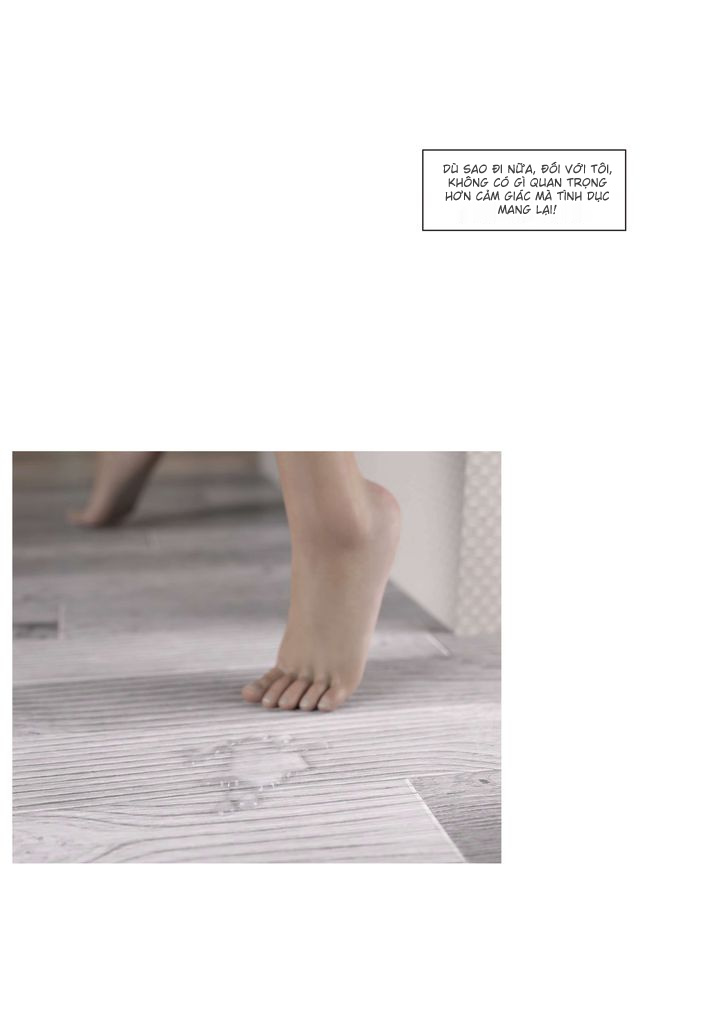 DÙ SAO ĐI NỮA, ĐỐI VỚI TÔI,
KHÔNG CÓ GÌ QUAN TRỌNG
HƠN CẢM GIÁC MÀ TÌNH DỤC
MANG LẠI!